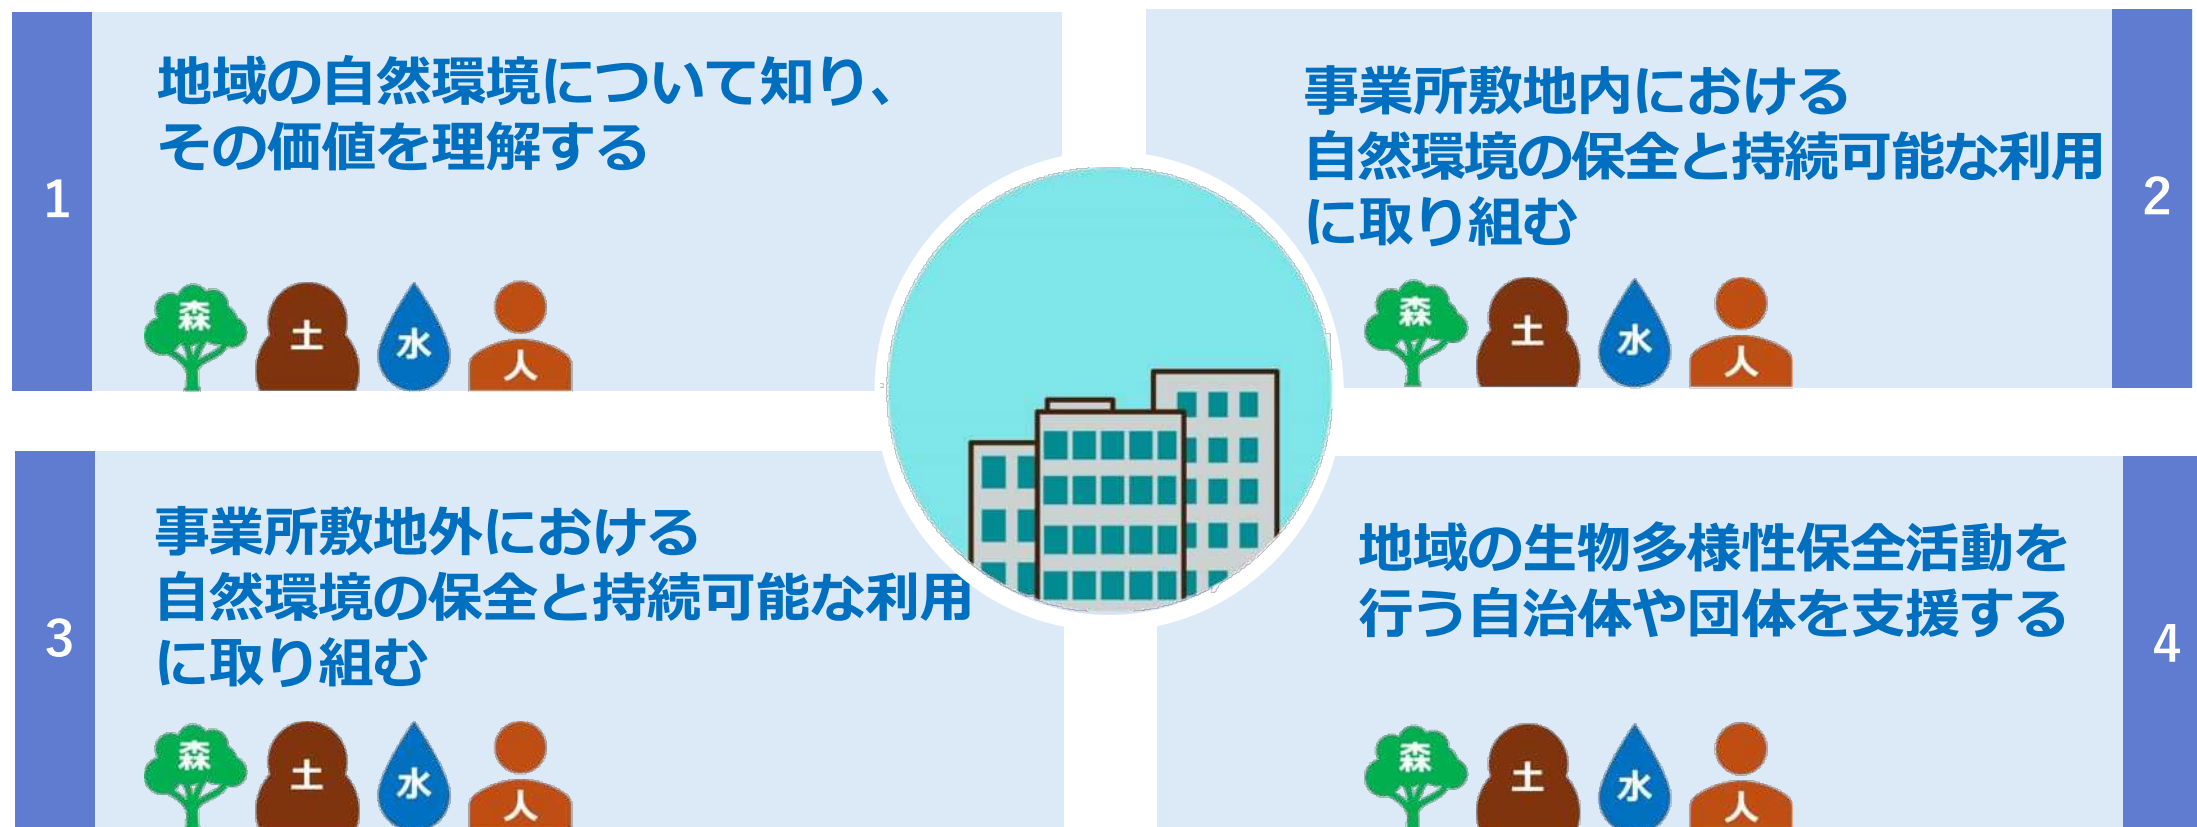 1
地域の自然環境について知り、
その価値を理解する
森
土
水
人
事業所敷地内における
自然環境の保全と持続可能な利用
に取り組む
2
森
土
水
人
3
事業所敷地外における
自然環境の保全と持続可能な利用
に取り組む
森
土
水
人
地域の生物多様性保全活動を
行う自治体や団体を支援する
4
森
土
水
人